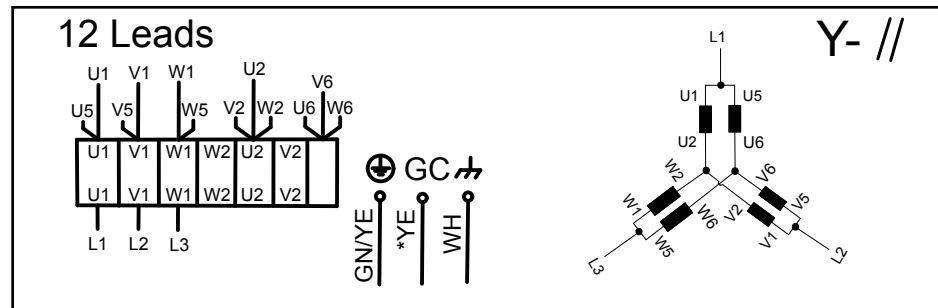 12 Leads
Y- //
U1 V1 W1 U2 V6
U5 V5 W5 V2 W2 U6 W6
U1 V1 W1 W2 U2 V2
U1 V1 W1 W2 U2 V2
L1 L2 L3
GC
GN/YE
*YE
WH
L1
U1 U5
U2 U6
W2 V6
W1 W6 V2 V5
W5 V1
L3 L2